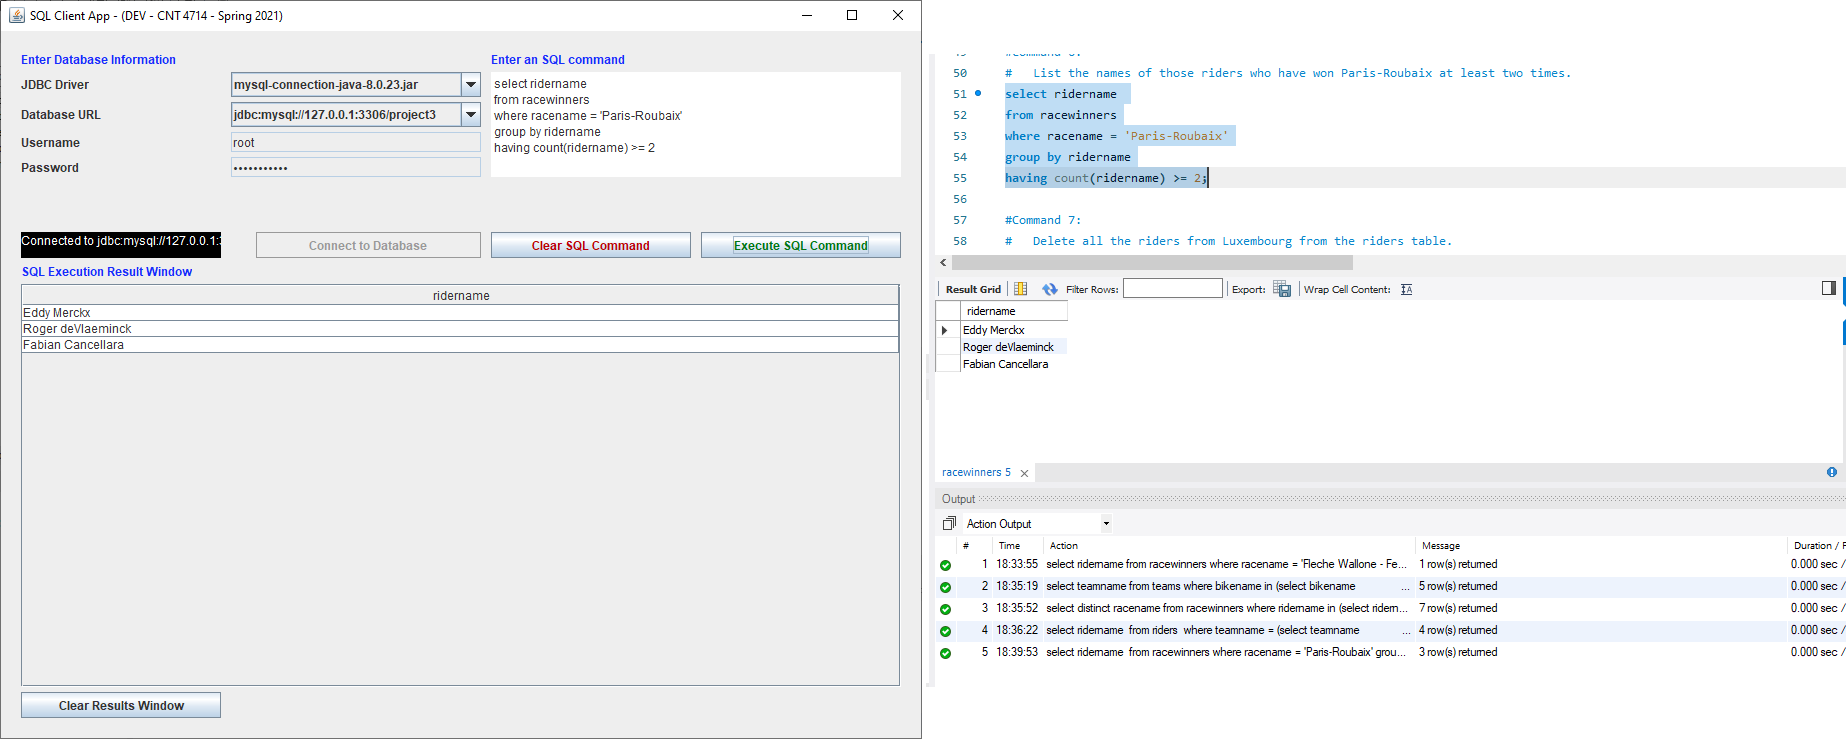 SQL Client App - (DEV - CNT 4714 - Spring 2021)
Enter Database Information
JDBC Driver
mysql-connection-java-8.0.23.jar
Database URL
jdbc:mysql://127.0.0.1:3306/project3
Username
root
Password
•••••••••••
Enter an SQL command
select ridername
from racewinners
where racename = 'Paris-Roubaix'
group by ridername
having count(ridername) >= 2
Connected to jdbc:mysql://127.0.0.1:
Connect to Database
Clear SQL Command
Execute SQL Command
SQL Execution Result Window
ridername
Eddy Merckx
Roger deVlaeminck
Fabian Cancellara
Clear Results Window
50 # List the names of those riders who have won Paris-Roubaix at least two times.
51 select ridername
52 from racewinners
53 where racename = 'Paris-Roubaix'
54 group by ridername
55 having count(ridername) >= 2;
56
57 #Command 7:
58 # Delete all the riders from Luxembourg from the riders table.
Result Grid Filter Rows: Export: Wrap Cell Content:
ridername
Eddy Merckx
Roger deVlaeminck
Fabian Cancellara
racewinners 5
Output
Action Output
# Time Action Message Duration / F
1 18:33:55 select ridername from racewinners where racename = 'Fleche Wallone - Fe... 1 row(s) returned 0.000 sec /
2 18:35:19 select teamname from teams where bikename in (select bikename ... 5 row(s) returned 0.000 sec /
3 18:35:52 select distinct racename from racewinners where ridername in (select ridern... 7 row(s) returned 0.000 sec /
4 18:36:22 select ridername from riders where teamname = (select teamname ... 4 row(s) returned 0.000 sec /
5 18:39:53 select ridername from racewinners where racename = 'Paris-Roubaix' grou... 3 row(s) returned 0.000 sec /